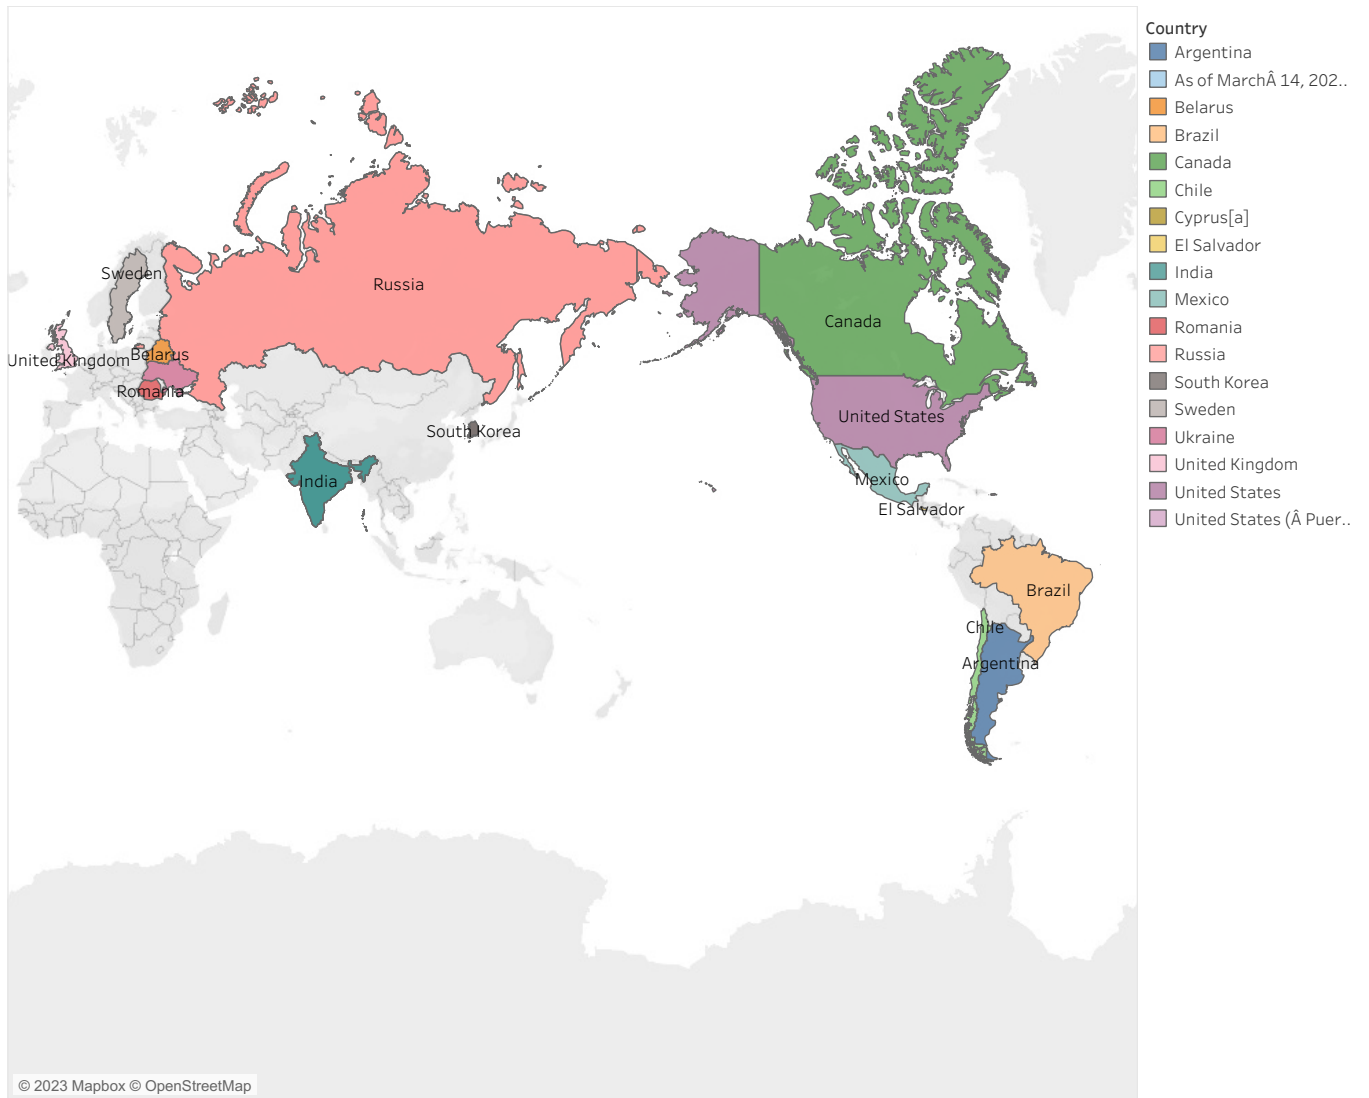 Country
Argentina
As of MarchÂ 14, 202..
Belarus
Brazil
Canada
Chile
Cyprus[a]
El Salvador
India
Mexico
Romania
Russia
South Korea
Sweden
Ukraine
United Kingdom
United States
United States (Â Puer..
Sweden
Russia
Canada
United Kingdom
Belarus
Romania
United States
South Korea
India
Mexico
El Salvador
Brazil
Chile
Argentina
© 2023 Mapbox © OpenStreetMap